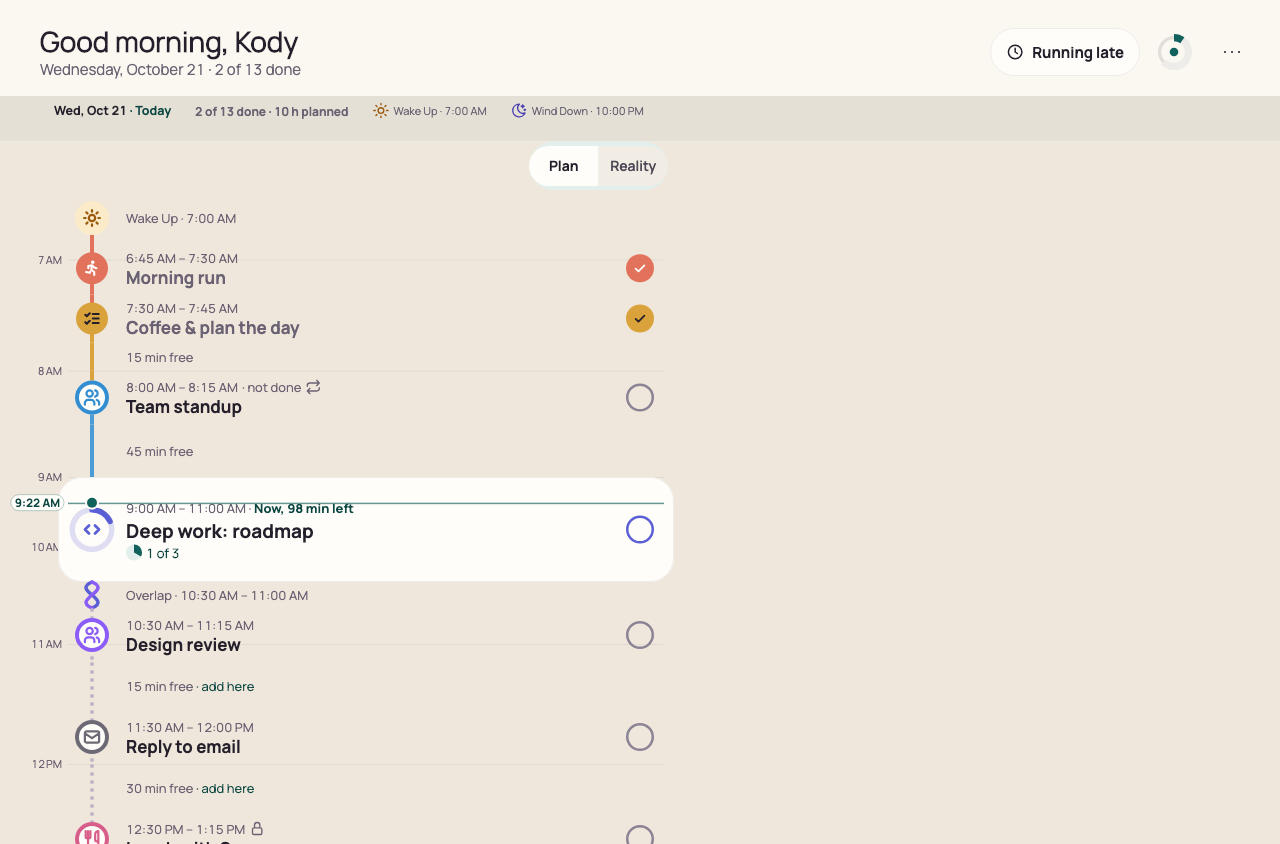 Good morning, Kody
Wednesday, October 21 · 2 of 13 done
Running late
Wed, Oct 21 · Today
2 of 13 done · 10 h planned
Wake Up · 7:00 AM
Wind Down · 10:00 PM
Plan
Reality
Wake Up · 7:00 AM
7 AM
6:45 AM – 7:30 AM
Morning run
7:30 AM – 7:45 AM
Coffee & plan the day
15 min free
8 AM
8:00 AM – 8:15 AM · not done
Team standup
45 min free
9 AM
9:22 AM
9:00 AM – 11:00 AM · Now, 98 min left
Deep work: roadmap
10 AM
1 of 3
Overlap · 10:30 AM – 11:00 AM
10:30 AM – 11:15 AM
11 AM
Design review
15 min free · add here
11:30 AM – 12:00 PM
Reply to email
12 PM
30 min free · add here
12:30 PM – 1:15 PM